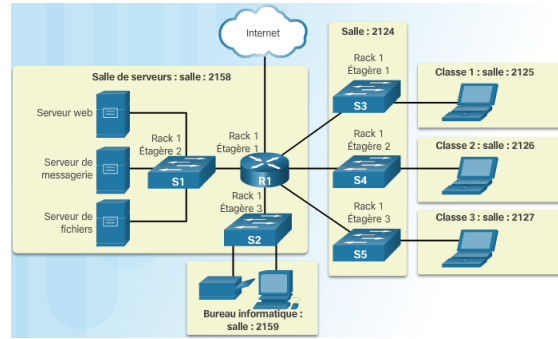 Internet
Salle de serveurs : salle : 2158
Serveur web
Serveur de
messagerie
Serveur de
fichiers
Rack 1
Étagère 2
S1
Rack 1
Étagère 1
R1
Rack 1
Étagère 3
S2
Bureau informatique :
salle : 2159
Salle : 2124
Rack 1
Étagère 1
S3
Rack 1
Étagère 2
S4
Rack 1
Étagère 3
S5
Classe 1 : salle : 2125
Classe 2 : salle : 2126
Classe 3 : salle : 2127